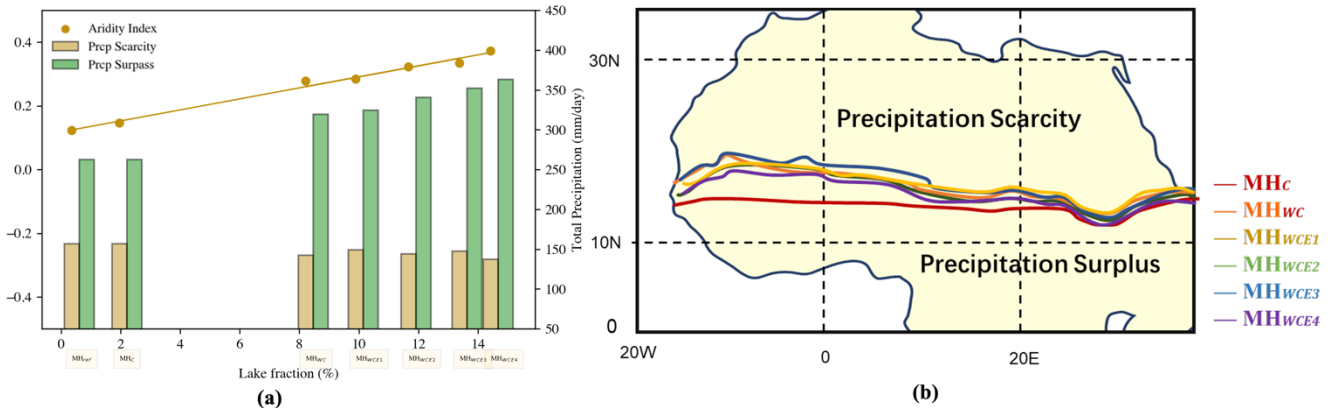 Aridity Index
Prcp Scarcity
Prcp Surpass
0.4
0.2
0.0
−0.2
−0.4
450
400
350
300
250
200
150
100
50
Total Precipitation (mm/day)
0 2 4 6 8 10 12 14
MHref MHC MHWC MHWCE1 MHWCE2 MHWCE3 MHWCE4
Lake fraction (%)
(a)
30N
10N
0
20W 0 20E
Precipitation Scarcity
Precipitation Surplus
MHC
MHWC
MHWCE1
MHWCE2
MHWCE3
MHWCE4
(b)